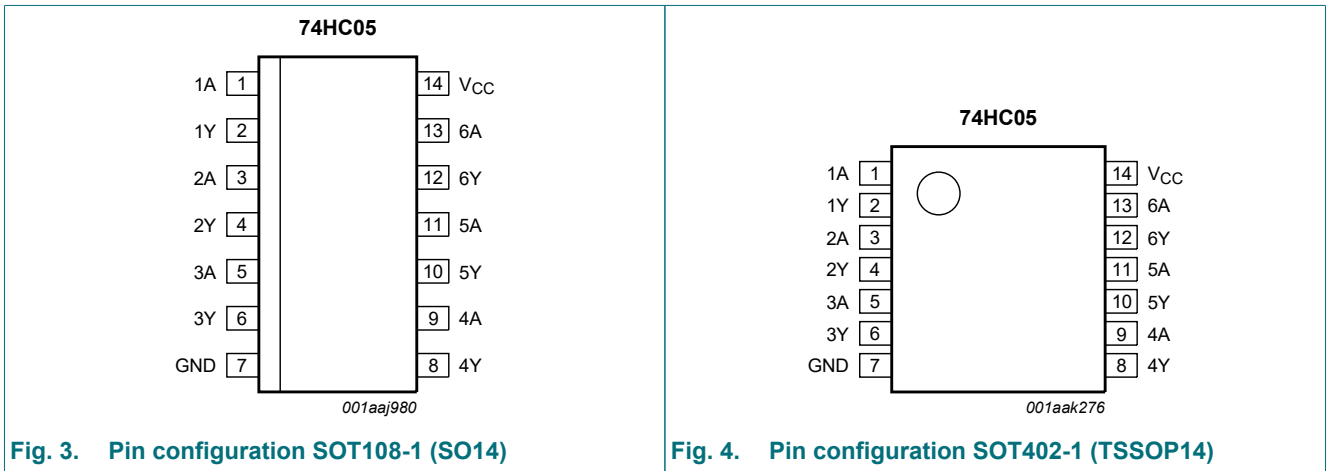 74HC05
1A 1 14 VCC
1Y 2 13 6A
2A 3 12 6Y
2Y 4 11 5A
3A 5 10 5Y
3Y 6 9 4A
GND 7 8 4Y
001aaj980
Fig. 3. Pin configuration SOT108-1 (SO14)
74HC05
1A 1 14 VCC
1Y 2 13 6A
2A 3 12 6Y
2Y 4 11 5A
3A 5 10 5Y
3Y 6 9 4A
GND 7 8 4Y
001aak276
Fig. 4. Pin configuration SOT402-1 (TSSOP14)